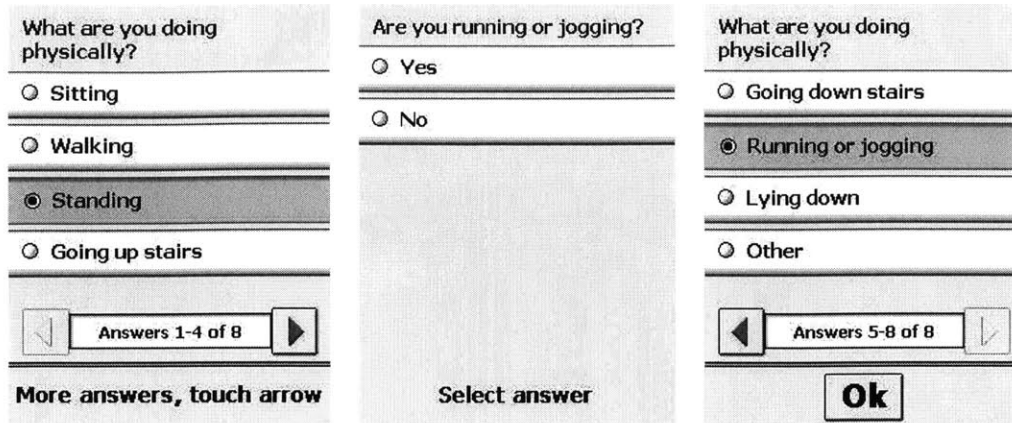 What are you doing
physically?
Sitting
Walking
Standing
Going up stairs
Answers 1-4 of 8
More answers, touch arrow
Are you running or jogging?
Yes
No
Select answer
What are you doing
physically?
Going down stairs
Running or jogging
Lying down
Other
Answers 5-8 of 8
Ok